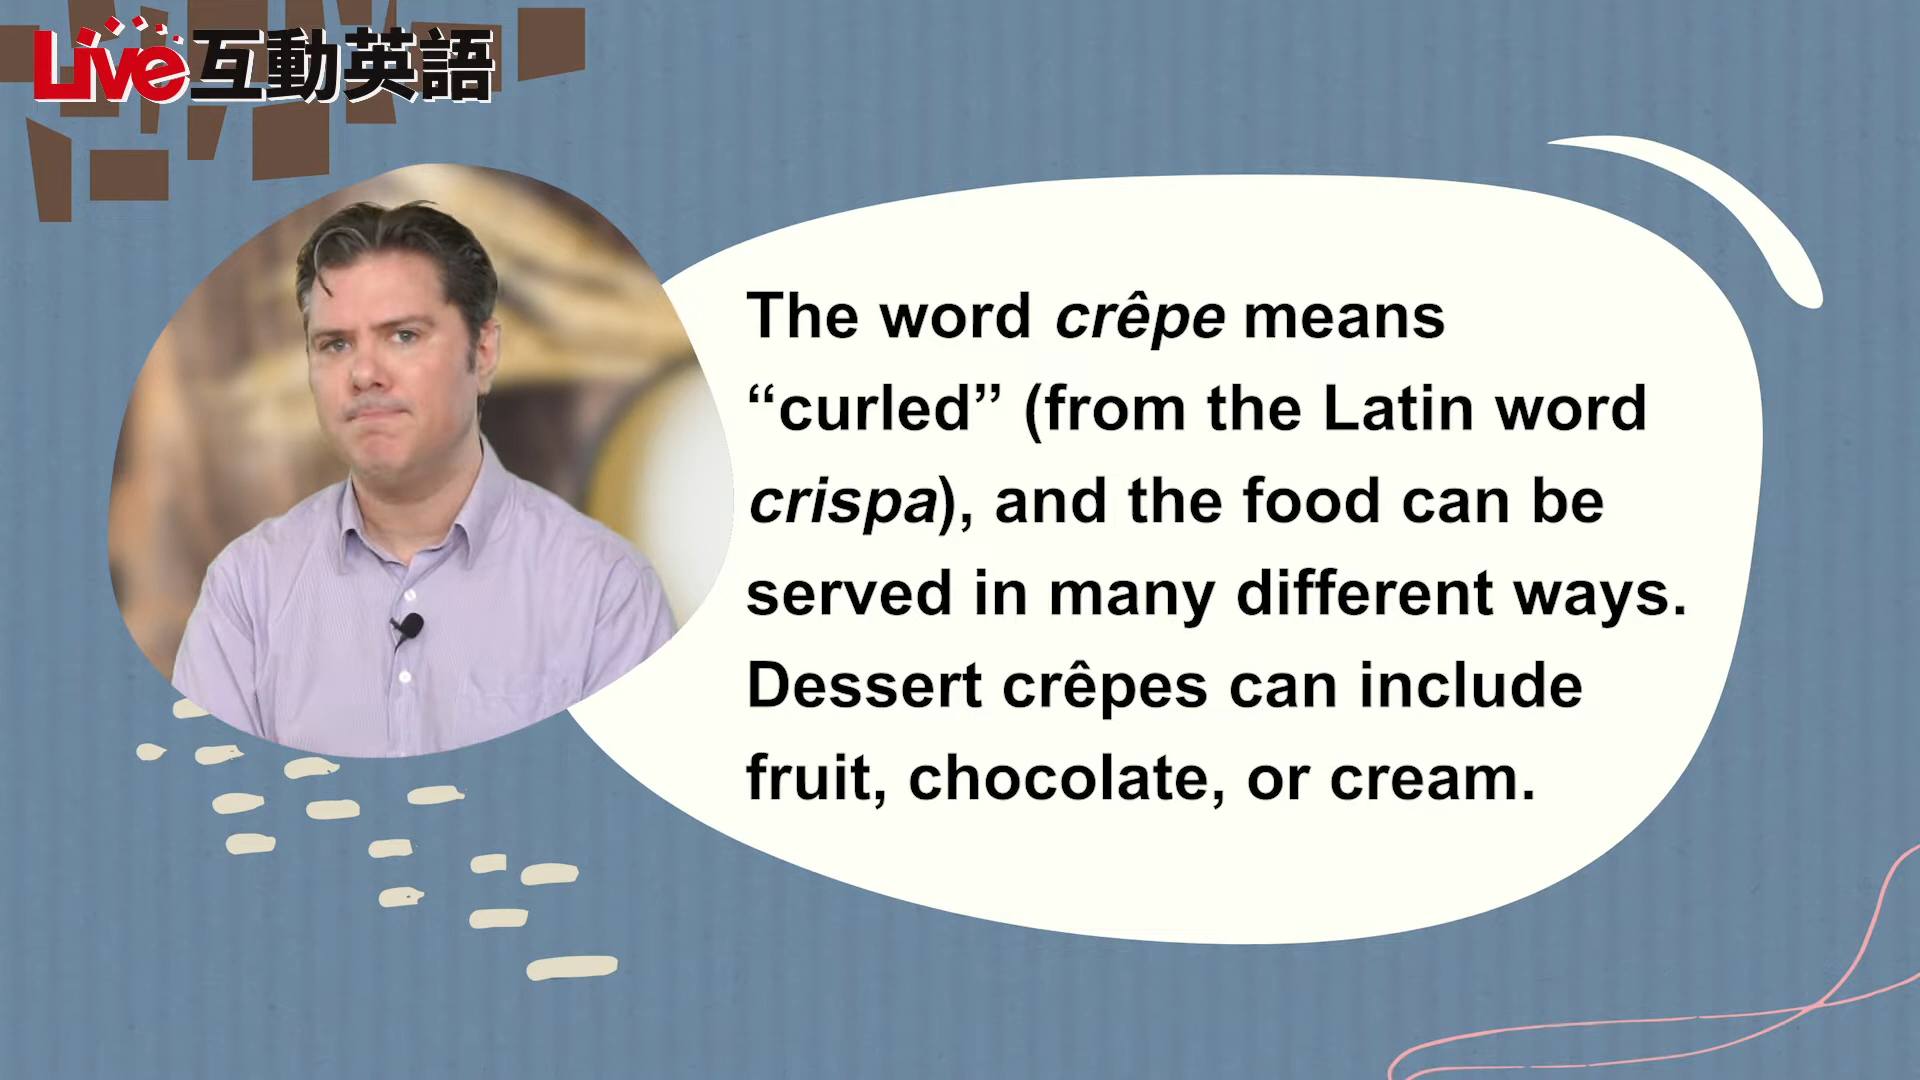 Live互動英語
The word crêpe means
“curled” (from the Latin word
crispa), and the food can be
served in many different ways.
Dessert crêpes can include
fruit, chocolate, or cream.